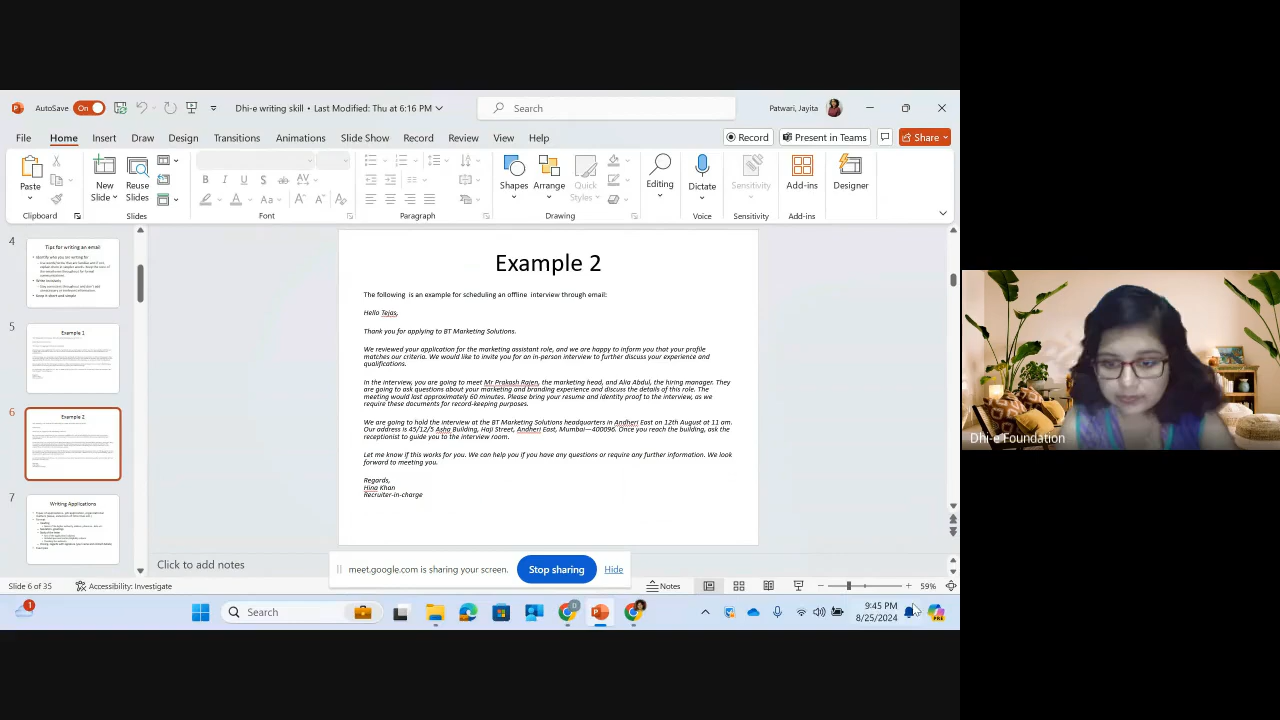 AutoSave On Dhi-e writing skill • Last Modified: Thu at 6:16 PM Search Patwari, Jayita
File Home Insert Draw Design Transitions Animations Slide Show Record Review View Help Record Present in Teams Share
Paste New Slide Reuse Slides Shapes Arrange Quick Styles Editing Dictate Sensitivity Add-ins Designer
Clipboard Slides Font Paragraph Drawing Voice Sensitivity Add-ins
4
Tips for writing an email
5
Example 1
6
Example 2
7
Writing Applications
Example 2
The following is an example for scheduling an offline interview through email:
Hello Tejas,
Thank you for applying to BT Marketing Solutions.
We reviewed your application for the marketing assistant role, and we are happy to inform you that your profile
matches our criteria. We would like to invite you for an in-person interview to further discuss your experience and
qualifications.
In the interview, you are going to meet Mr Prakash Rajen, the marketing head, and Alia Abdul, the hiring manager. They
are going to ask questions about your marketing and branding experience and discuss the details of this role. The
meeting would last approximately 60 minutes. Please bring your resume and identity proof to the interview, as we
require these documents for record-keeping purposes.
We are going to hold the interview at the BT Marketing Solutions headquarters in Andheri East on 12th August at 11 am.
Our address is 45/12/5 Asha Building, Haji Street, Andheri East, Mumbai—400096. Once you reach the building, ask the
receptionist to guide you to the interview room.
Let me know if this works for you. We can help you if you have any questions or require any further information. We look
forward to meeting you.
Regards,
Hina Khan
Recruiter-in-charge
Click to add notes
meet.google.com is sharing your screen. Stop sharing Hide
Slide 6 of 35 Accessibility: Investigate Notes 59%
1 Search 9:45 PM
8/25/2024
Dhi-e Foundation